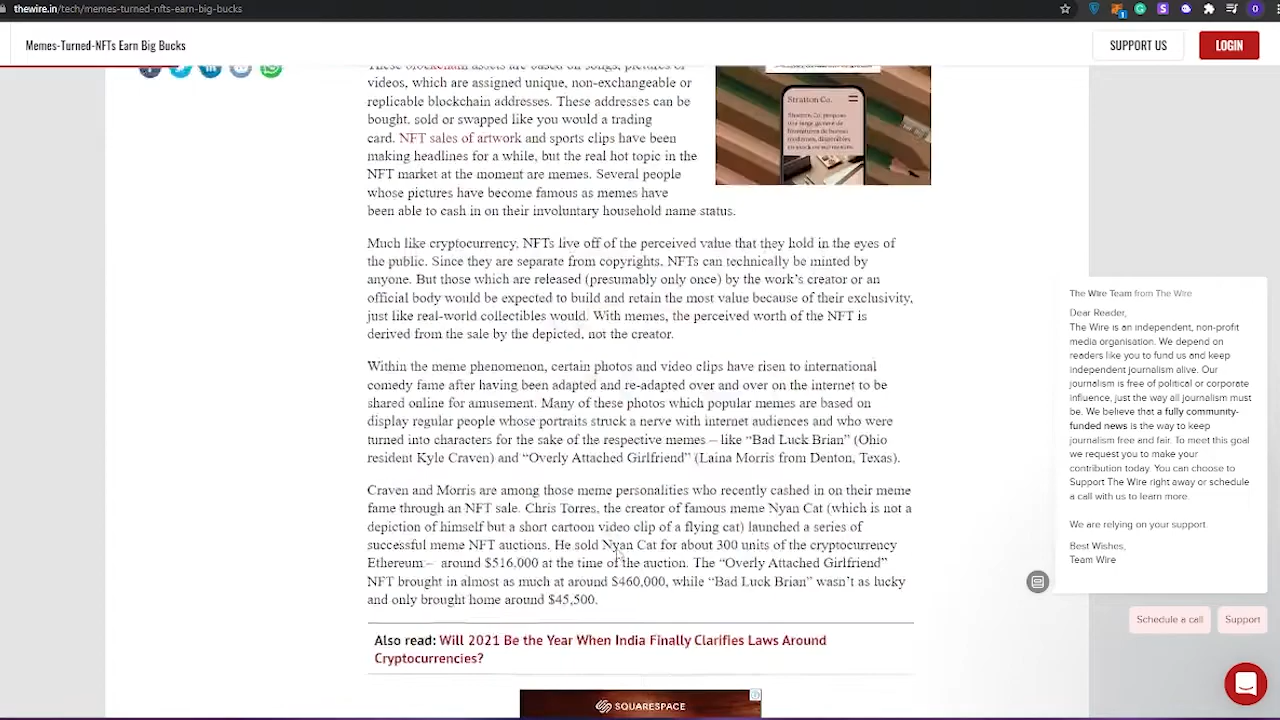 thewire.in/tech/memes-turned-nfts-earn-big-bucks
Memes-Turned-NFTs Earn Big Bucks
SUPPORT US
LOGIN
These blockchain assets are based on songs, pictures or
videos, which are assigned unique, non-exchangeable or
replicable blockchain addresses. These addresses can be
bought, sold or swapped like you would a trading
card. NFT sales of artwork and sports clips have been
making headlines for a while, but the real hot topic in the
NFT market at the moment are memes. Several people
whose pictures have become famous as memes have
been able to cash in on their involuntary household name status.
Stratton Co.
Much like cryptocurrency, NFTs live off of the perceived value that they hold in the eyes of
the public. Since they are separate from copyrights, NFTs can technically be minted by
anyone. But those which are released (presumably only once) by the work's creator or an
official body would be expected to build and retain the most value because of their exclusivity,
just like real-world collectibles would. With memes, the perceived worth of the NFT is
derived from the sale by the depicted, not the creator.
Within the meme phenomenon, certain photos and video clips have risen to international
comedy fame after having been adapted and re-adapted over and over on the internet to be
shared online for amusement. Many of these photos which popular memes are based on
display regular people whose portraits struck a nerve with internet audiences and who were
turned into characters for the sake of the respective memes – like “Bad Luck Brian” (Ohio
resident Kyle Craven) and “Overly Attached Girlfriend” (Laina Morris from Denton, Texas).
Craven and Morris are among those meme personalities who recently cashed in on their meme
fame through an NFT sale. Chris Torres, the creator of famous meme Nyan Cat (which is not a
depiction of himself but a short cartoon video clip of a flying cat) launched a series of
successful meme NFT auctions. He sold Nyan Cat for about 300 units of the cryptocurrency
Ethereum – around $516,000 at the time of the auction. The “Overly Attached Girlfriend”
NFT brought in almost as much at around $460,000, while “Bad Luck Brian” wasn't as lucky
and only brought home around $45,500.
Also read: Will 2021 Be the Year When India Finally Clarifies Laws Around
Cryptocurrencies?
SQUARESPACE
The Wire Team from The Wire
Dear Reader,
The Wire is an independent, non-profit
media organisation. We depend on
readers like you to fund us and keep
independent journalism alive. Our
journalism is free of political or corporate
influence, just the way all journalism must
be. We believe that a fully community-
funded news is the way to keep
journalism free and fair. To meet this goal
we request you to make your
contribution today. You can choose to
Support The Wire right away or schedule
a call with us to learn more.
We are relying on your support.
Best Wishes,
Team Wire
Schedule a call
Support